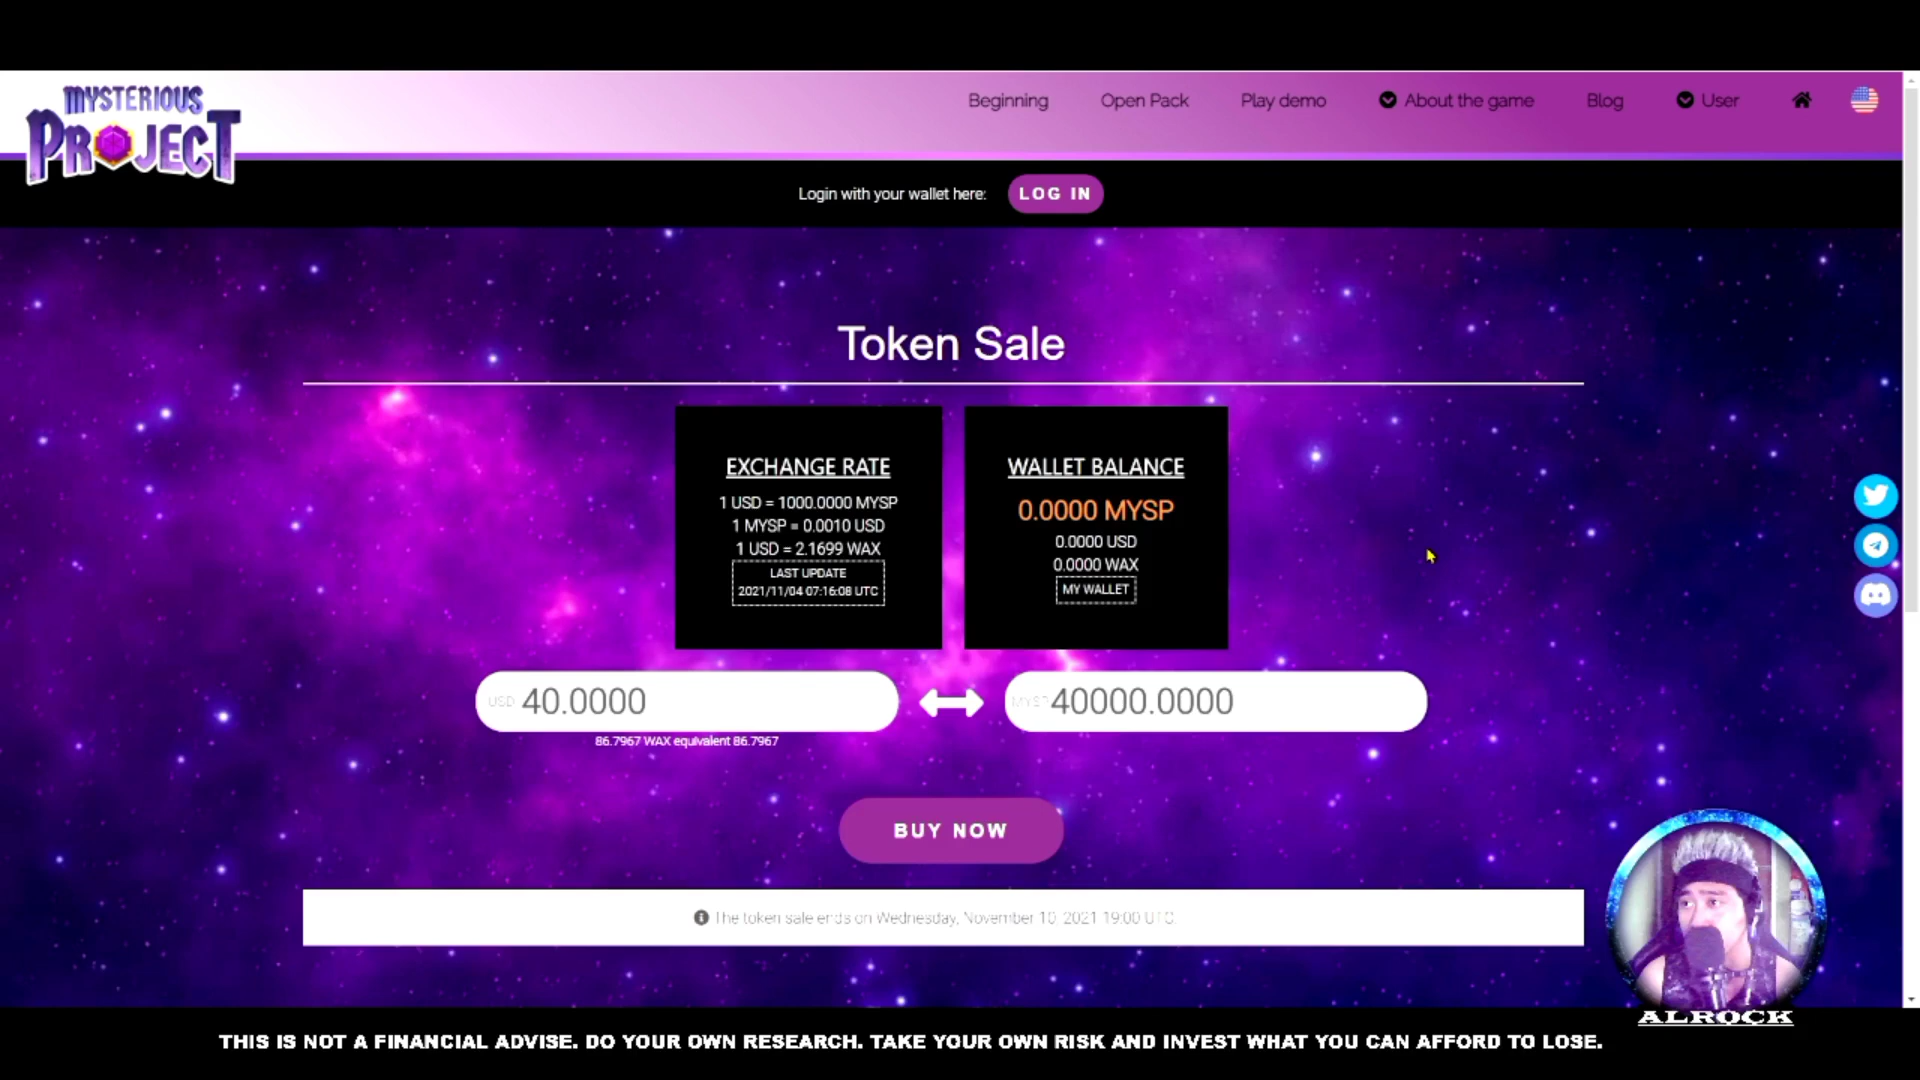 MYSTERIOUS
PROJECT
Beginning
Open Pack
Play demo
About the game
Blog
User
Login with your wallet here:
LOG IN
Token Sale
EXCHANGE RATE
1 USD = 1000.0000 MYSP
1 MYSP = 0.0010 USD
1 USD = 2.1699 WAX
LAST UPDATE
2021/11/04 07:16:08 UTC
WALLET BALANCE
0.0000 MYSP
0.0000 USD
0.0000 WAX
MY WALLET
USD 40.0000
MYSP 40000.0000
86.7967 WAX equivalent 86.7967
BUY NOW
The token sale ends on Wednesday, November 10, 2021 19:00 UTC.
ALROCK
THIS IS NOT A FINANCIAL ADVISE. DO YOUR OWN RESEARCH. TAKE YOUR OWN RISK AND INVEST WHAT YOU CAN AFFORD TO LOSE.